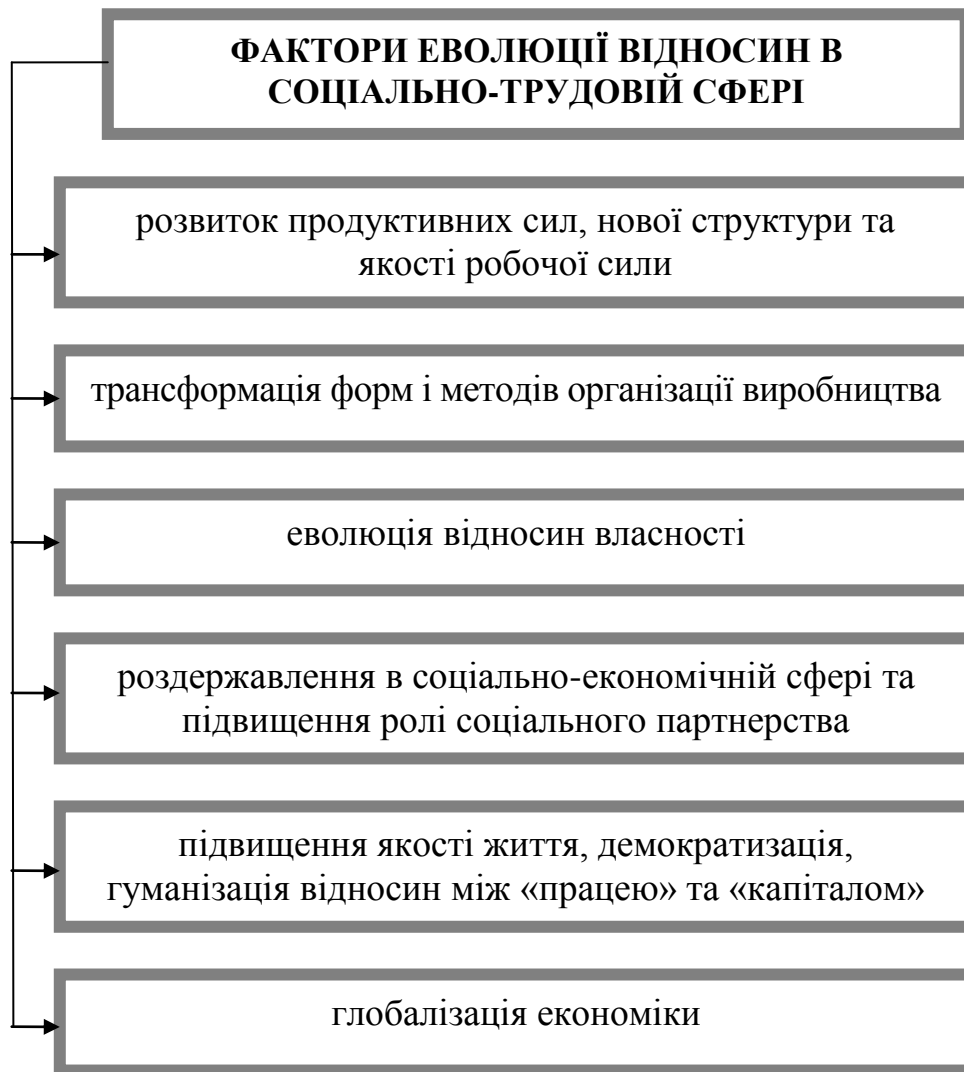 ФАКТОРИ ЕВОЛЮЦІЇ ВІДНОСИН В
СОЦІАЛЬНО-ТРУДОВІЙ СФЕРІ
розвиток продуктивних сил, нової структури та
якості робочої сили
трансформація форм і методів організації виробництва
еволюція відносин власності
роздержавлення в соціально-економічній сфері та
підвищення ролі соціального партнерства
підвищення якості життя, демократизація,
гуманізація відносин між «працею» та «капіталом»
глобалізація економіки